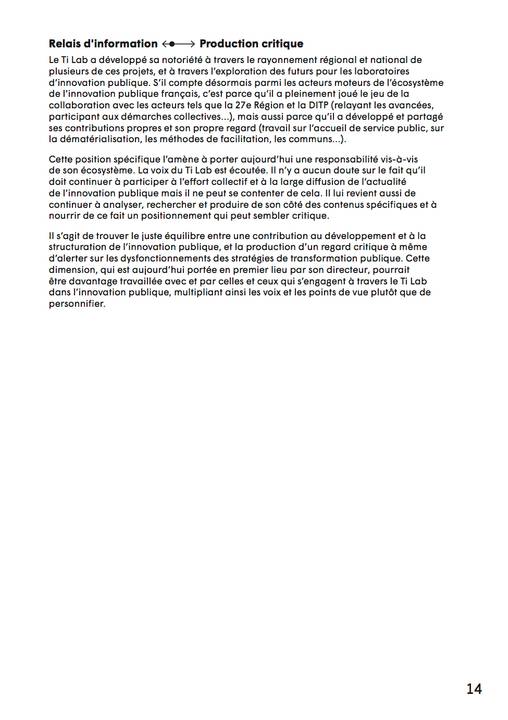 Relais d'information ←●→ Production critique
Le Ti Lab a développé sa notoriété à travers le rayonnement régional et national de
plusieurs de ces projets, et à travers l'exploration des futurs pour les laboratoires
d'innovation publique. S'il compte désormais parmi les acteurs moteurs de l'écosystème
de l'innovation publique français, c'est parce qu'il a pleinement joué le jeu de la
collaboration avec les acteurs tels que la 27e Région et la DITP (relayant les avancées,
participant aux démarches collectives...), mais aussi parce qu'il a développé et partagé
ses contributions propres et son propre regard (travail sur l'accueil de service public, sur
la dématérialisation, les méthodes de facilitation, les communs...).
Cette position spécifique l'amène à porter aujourd'hui une responsabilité vis-à-vis
de son écosystème. La voix du Ti Lab est écoutée. Il n'y a aucun doute sur le fait qu'il
doit continuer à participer à l'effort collectif et à la large diffusion de l'actualité
de l'innovation publique mais il ne peut se contenter de cela. Il lui revient aussi de
continuer à analyser, rechercher et produire de son côté des contenus spécifiques et à
nourrir de ce fait un positionnement qui peut sembler critique.
Il s'agit de trouver le juste équilibre entre une contribution au développement et à la
structuration de l'innovation publique, et la production d'un regard critique à même
d'alerter sur les dysfonctionnements des stratégies de transformation publique. Cette
dimension, qui est aujourd'hui portée en premier lieu par son directeur, pourrait
être davantage travaillée avec et par celles et ceux qui s'engagent à travers le Ti Lab
dans l'innovation publique, multipliant ainsi les voix et les points de vue plutôt que de
personnifier.
14